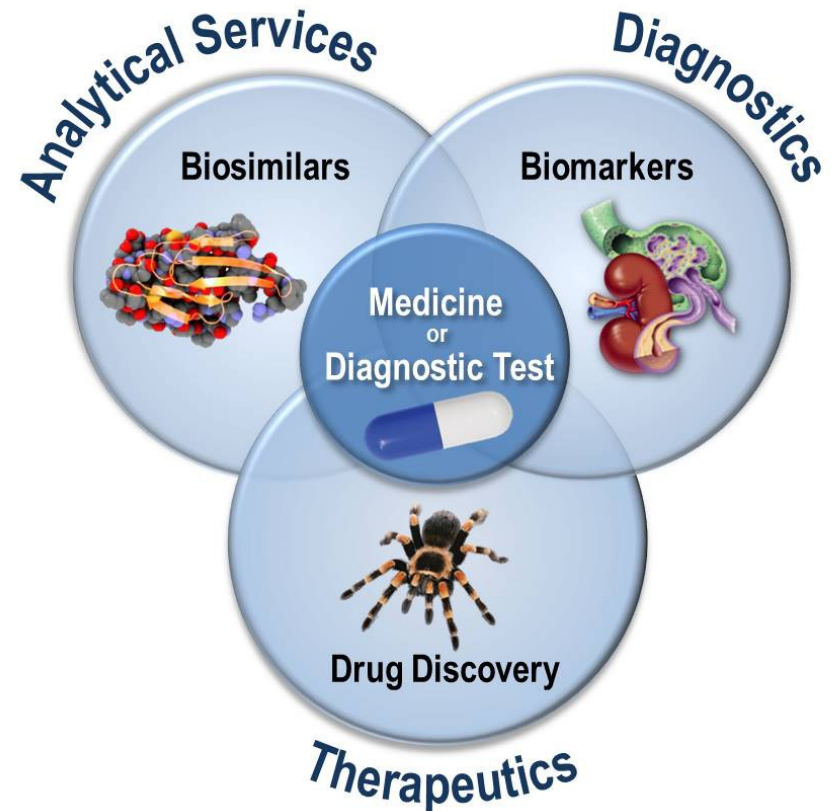 Analytical Services
Diagnostics
Biosimilars
Biomarkers
Medicine
or
Diagnostic Test
Drug Discovery
Therapeutics